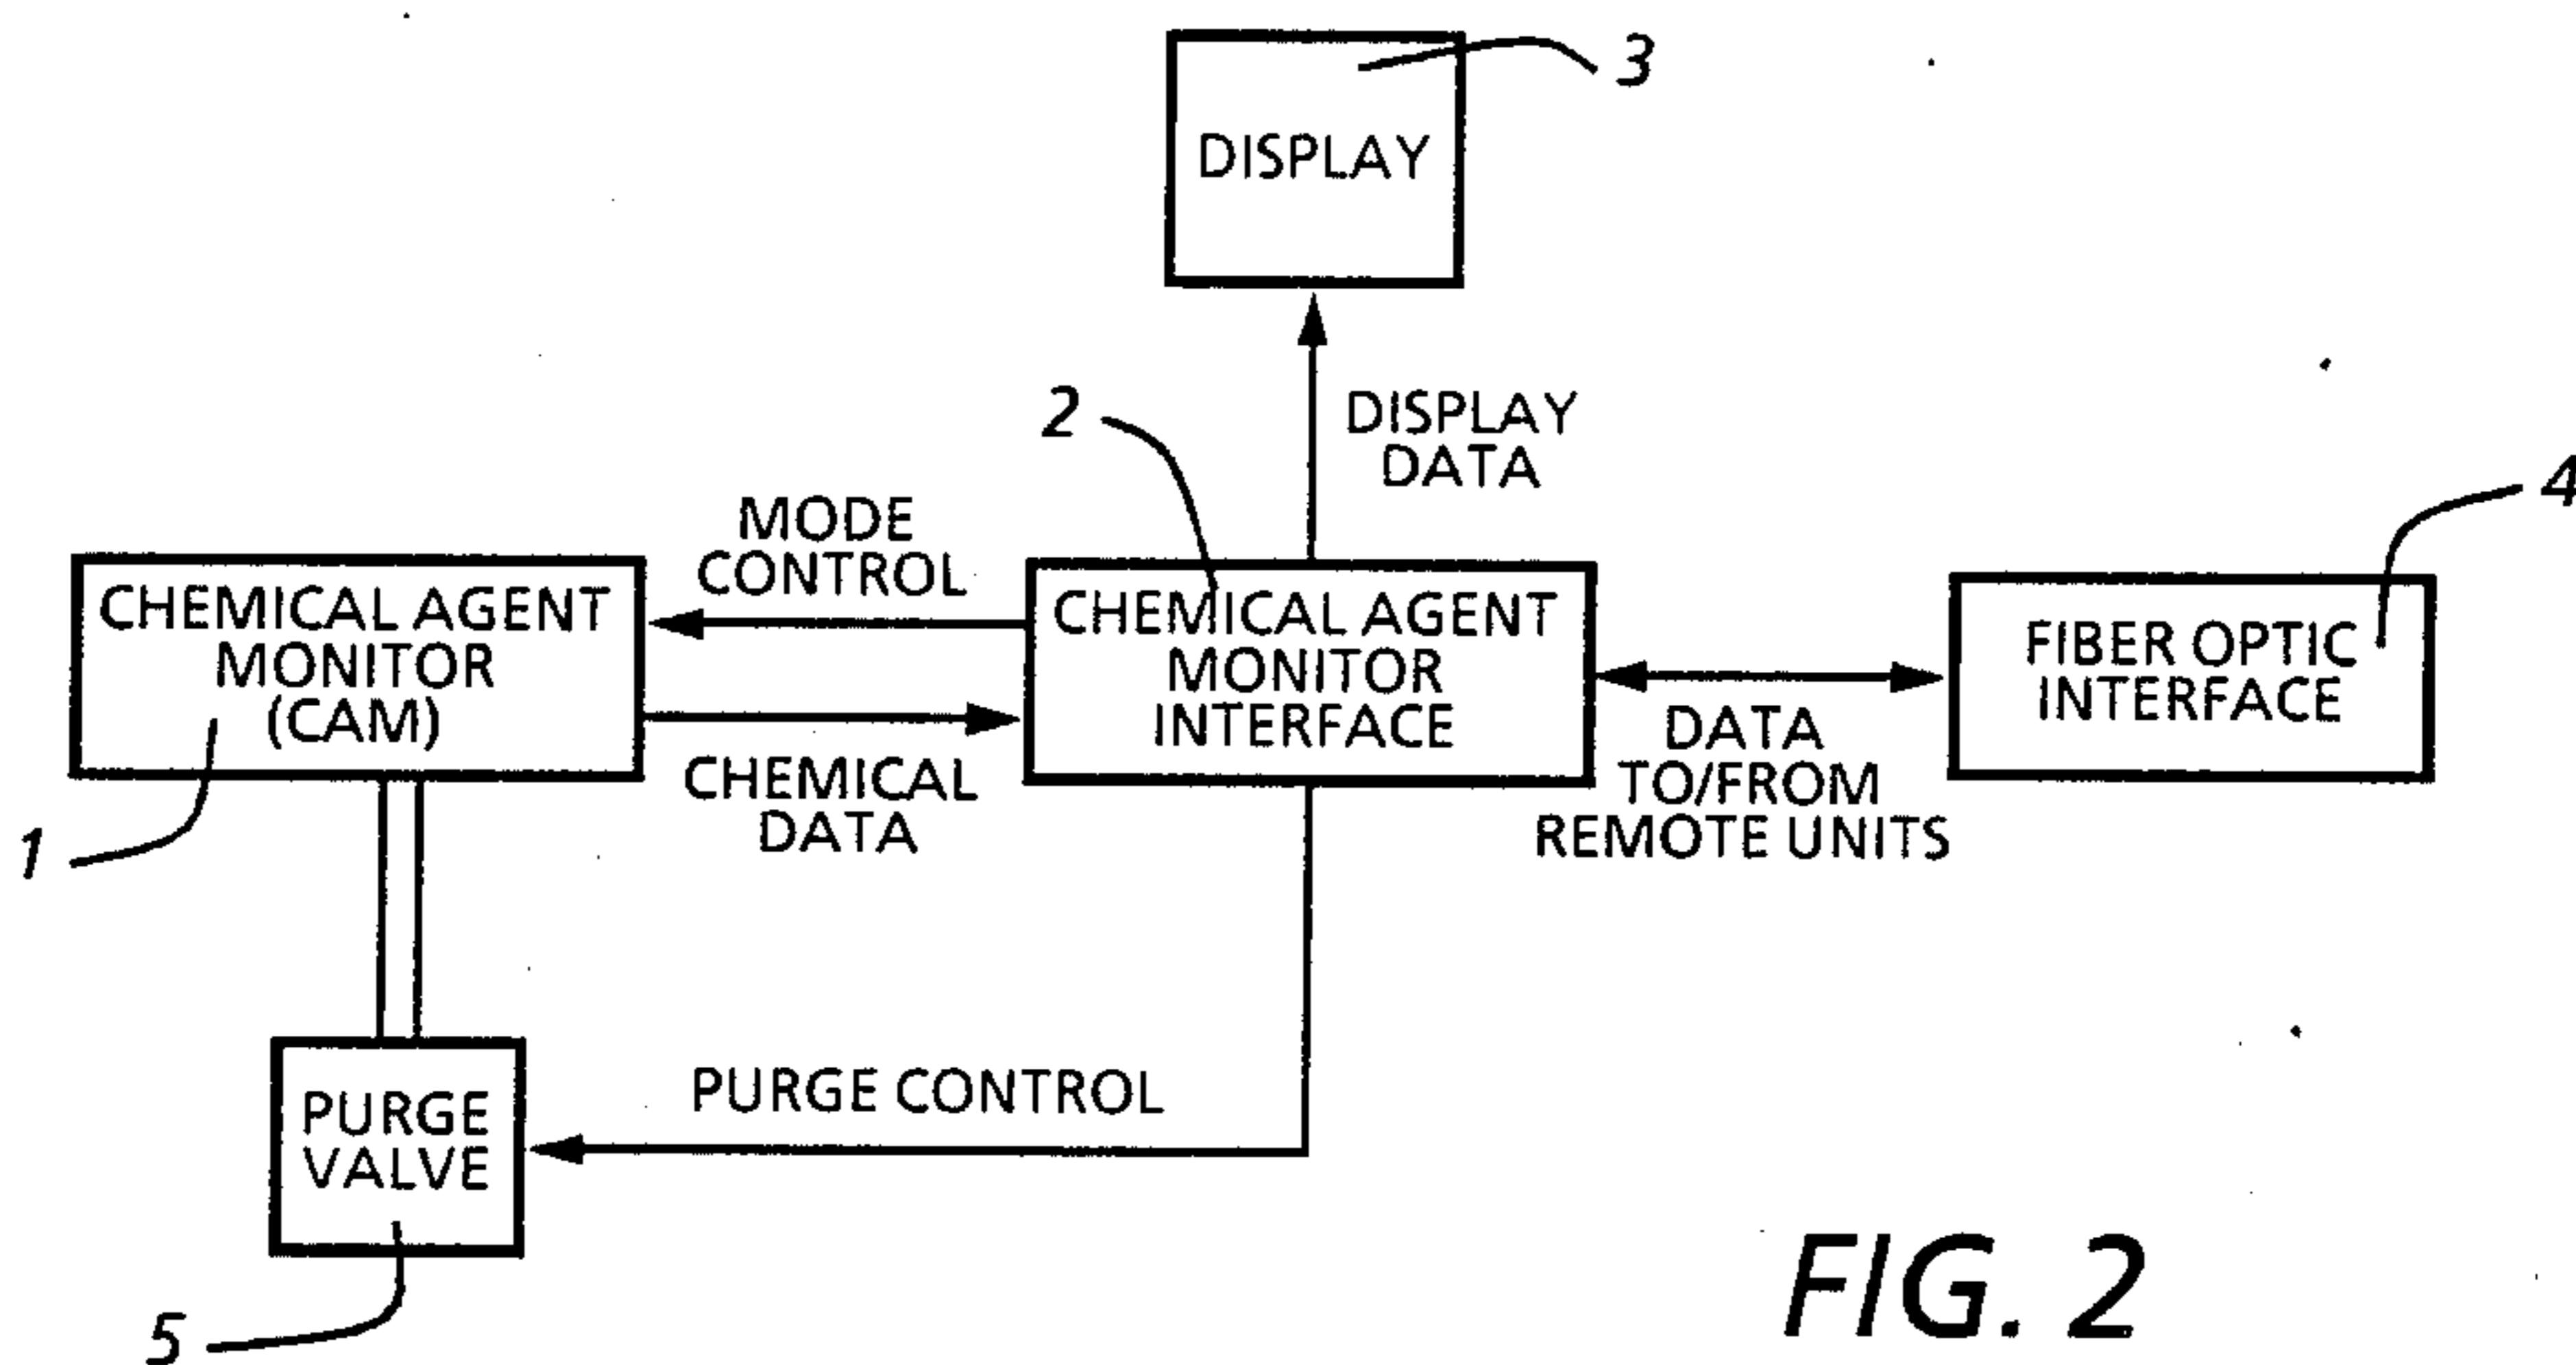 3
DISPLAY
2
DISPLAY
DATA
4
MODE
CONTROL
CHEMICAL AGENT
MONITOR
(CAM)
CHEMICAL AGENT
MONITOR
INTERFACE
FIBER OPTIC
INTERFACE
1
CHEMICAL
DATA
DATA
TO/FROM
REMOTE UNITS
PURGE
VALVE
PURGE CONTROL
5
FIG. 2